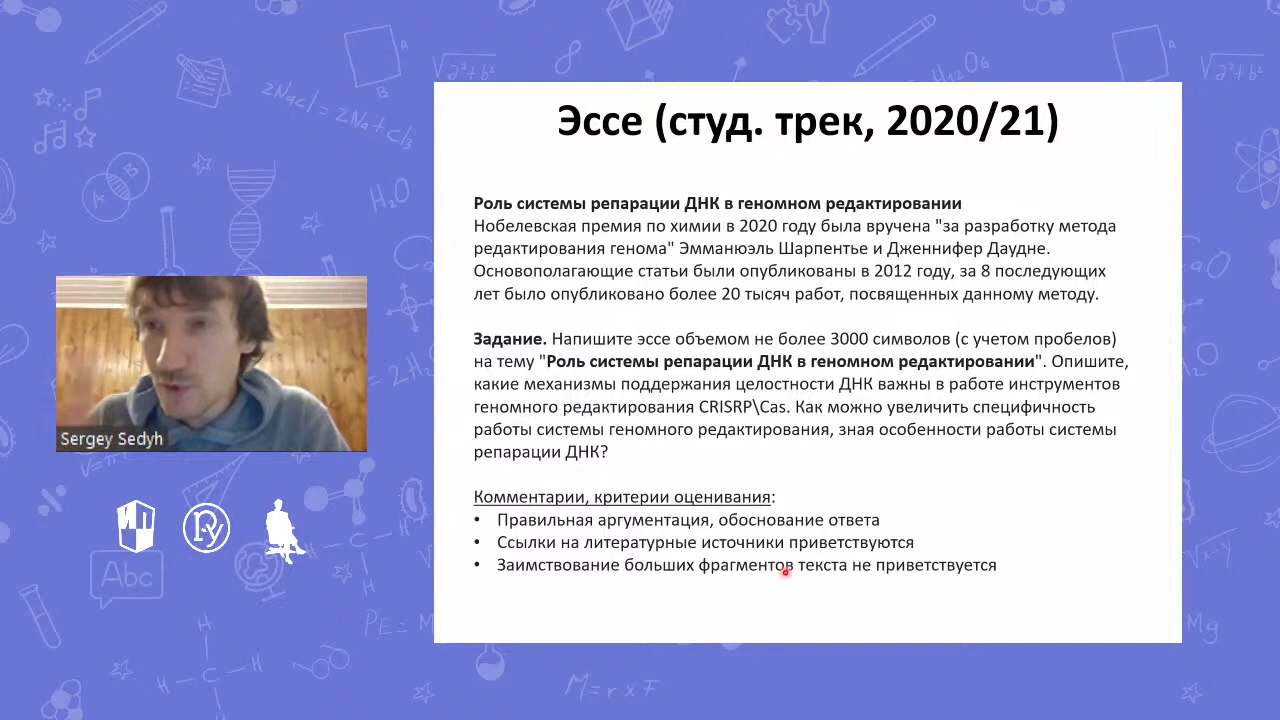 Эссе (студ. трек, 2020/21)
Роль системы репарации ДНК в геномном редактировании
Нобелевская премия по химии в 2020 году была вручена "за разработку метода
редактирования генома" Эммануэль Шарпентье и Дженнифер Даудне.
Основополагающие статьи были опубликованы в 2012 году, за 8 последующих
лет было опубликовано более 20 тысяч работ, посвященных данному методу.
Задание. Напишите эссе объемом не более 3000 символов (с учетом пробелов)
на тему "Роль системы репарации ДНК в геномном редактировании". Опишите,
какие механизмы поддержания целостности ДНК важны в работе инструментов
геномного редактирования CRISRP\Cas. Как можно увеличить специфичность
работы системы геномного редактирования, зная особенности работы системы
репарации ДНК?
Комментарии, критерии оценивания:
• Правильная аргументация, обоснование ответа
• Ссылки на литературные источники приветствуются
• Заимствование больших фрагментов текста не приветствуется
Sergey Sedyh
Abc
H₂O
M=rxF